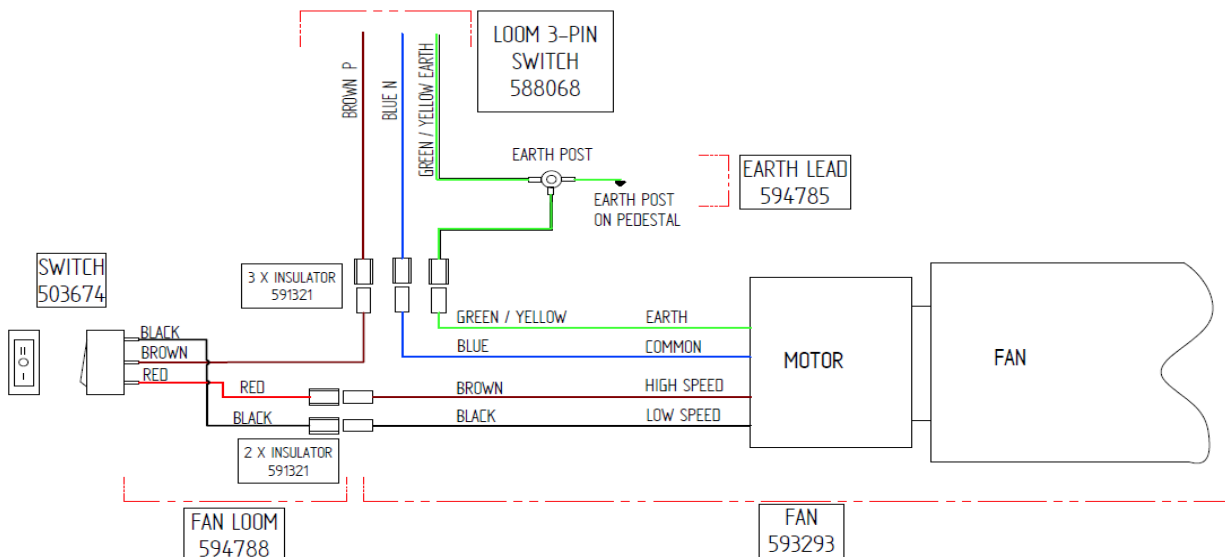 LOOM 3-PIN
SWITCH
588068
BROWN P
BLUE N
GREEN / YELLOW EARTH
EARTH POST
EARTH LEAD
594785
EARTH POST
ON PEDESTAL
SWITCH
503674
3 X INSULATOR
591321
= O -
BLACK
BROWN
RED
RED
BLACK
GREEN / YELLOW
EARTH
BLUE
COMMON
BROWN
HIGH SPEED
BLACK
LOW SPEED
MOTOR
FAN
2 X INSULATOR
591321
FAN LOOM
594788
FAN
593293